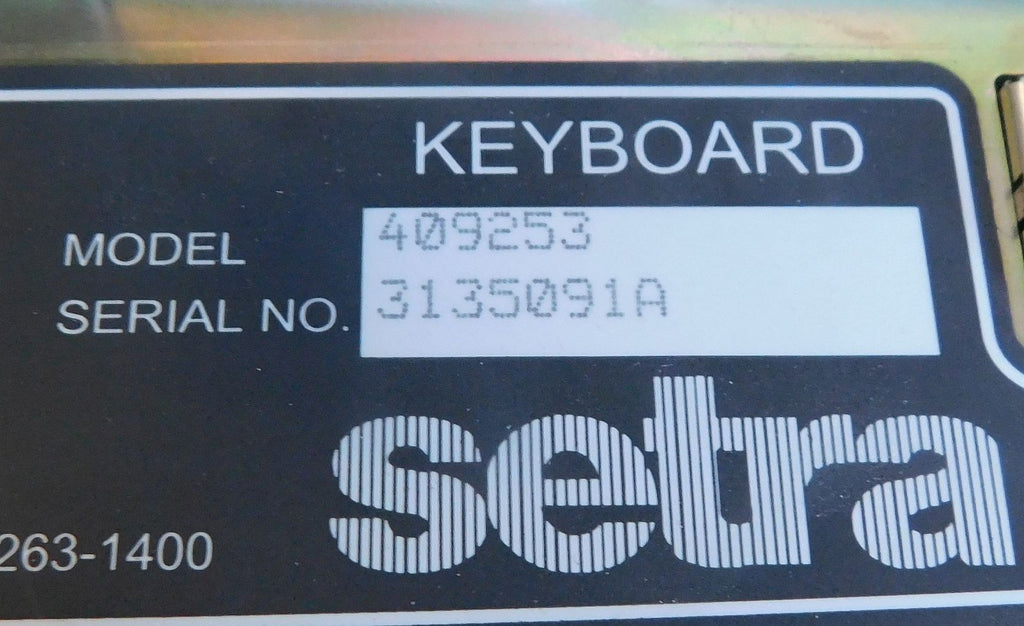 KEYBOARD
MODEL 409253
SERIAL NO. 3135091A
setra
263-1400